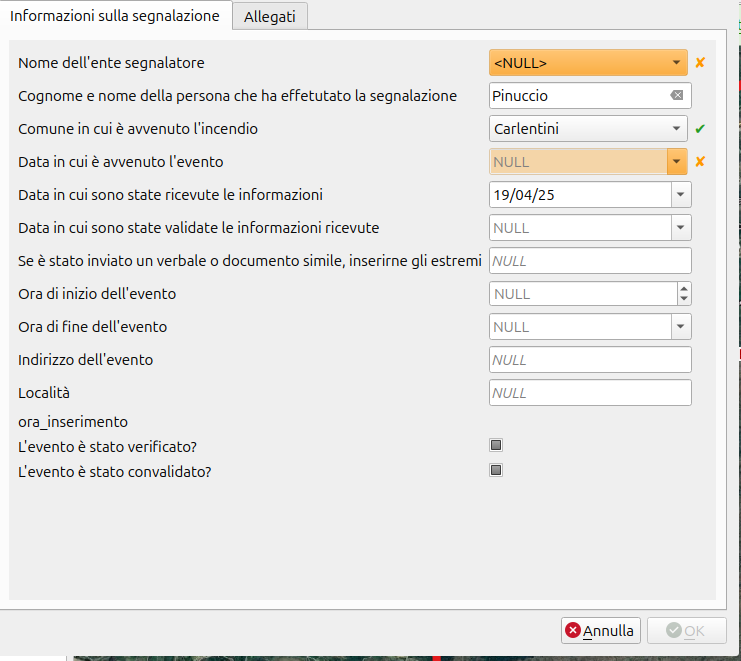 Informazioni sulla segnalazione Allegati
Nome dell'ente segnalatore <NULL>
Cognome e nome della persona che ha effetutato la segnalazione Pinuccio
Comune in cui è avvenuto l'incendio Carlentini
Data in cui è avvenuto l'evento NULL
Data in cui sono state ricevute le informazioni 19/04/25
Data in cui sono state validate le informazioni ricevute NULL
Se è stato inviato un verbale o documento simile, inserirne gli estremi NULL
Ora di inizio dell'evento NULL
Ora di fine dell'evento NULL
Indirizzo dell'evento NULL
Località NULL
ora_inserimento
L'evento è stato verificato?
L'evento è stato convalidato?
Annulla OK